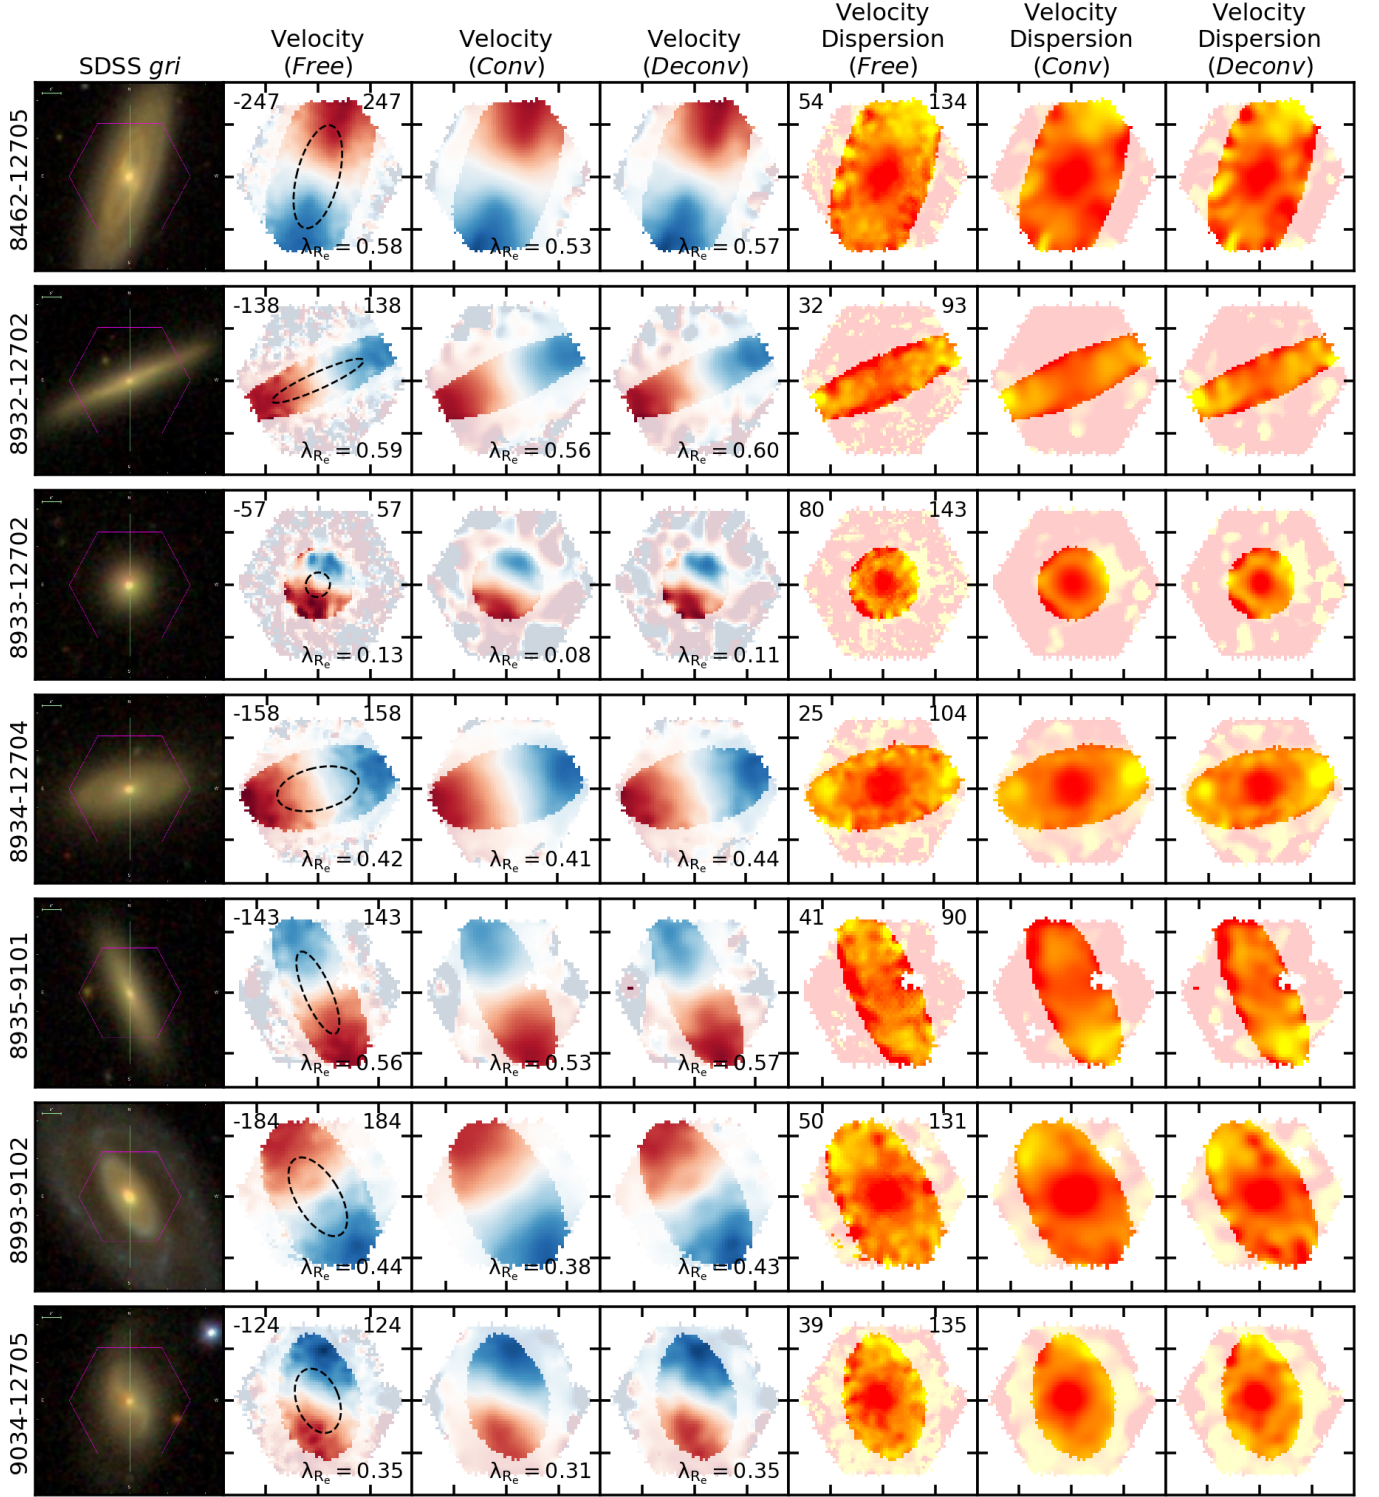 SDSS gri
Velocity
(Free)
Velocity
(Conv)
Velocity
(Deconv)
Velocity
Dispersion
(Free)
Velocity
Dispersion
(Conv)
Velocity
Dispersion
(Deconv)
8462-12705
-247 247
λRe = 0.58
λRe = 0.53
λRe = 0.57
54 134
8932-12702
-138 138
λRe = 0.59
λRe = 0.56
λRe = 0.60
32 93
8933-12702
-57 57
λRe = 0.13
λRe = 0.08
λRe = 0.11
80 143
8934-12704
-158 158
λRe = 0.42
λRe = 0.41
λRe = 0.44
25 104
8935-9101
-143 143
λRe = 0.56
λRe = 0.53
λRe = 0.57
41 90
8993-9102
-184 184
λRe = 0.44
λRe = 0.38
λRe = 0.43
50 131
9034-12705
-124 124
λRe = 0.35
λRe = 0.31
λRe = 0.35
39 135